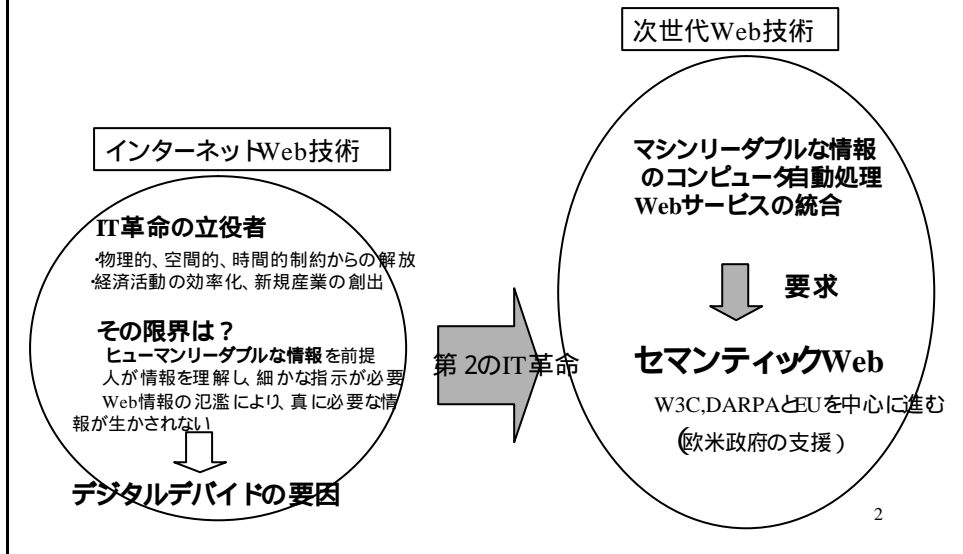 次世代Web技術
インターネットWeb技術
マシンリーダブルな情報
のコンピュータ自動処理
Webサービスの統合
IT革命の立役者
・物理的、空間的、時間的制約からの解放
・経済活動の効率化、新規産業の創出
要求
その限界は?
ヒューマンリーダブルな情報を前提
人が情報を理解し、細かな指示が必要
Web情報の氾濫により、真に必要な情
報が生かされない
第2のIT革命
セマンティックWeb
W3C,DARPAとEUを中心に進む
(欧米政府の支援)
デジタルデバイドの要因
2